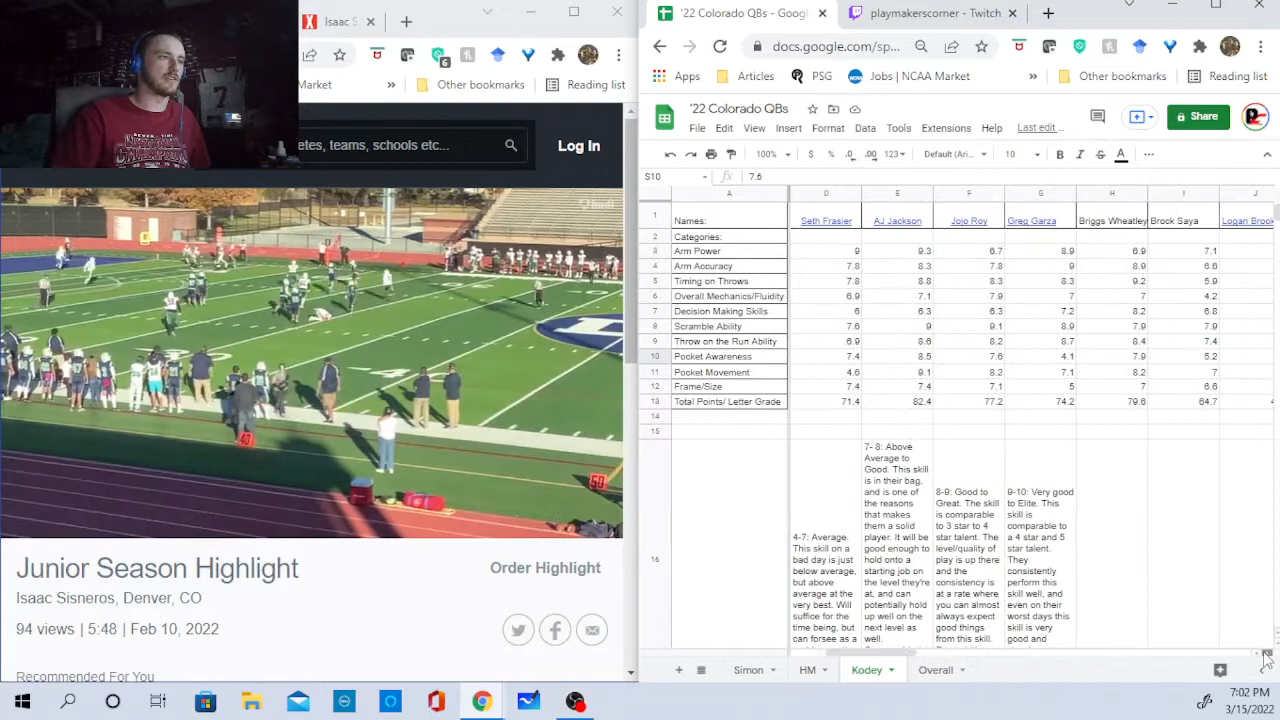 Isaac S
'22 Colorado QBs - Googl
playmakerscorner - Twitch
docs.google.com/sp...
6
Market
Other bookmarks
Reading list
Apps
Articles
PSG
Jobs | NCAA Market
Other bookmarks
Reading list
etes, teams, schools etc...
Log In
'22 Colorado QBs
File Edit View Insert Format Data Tools Extensions Help Last edit...
Share
100% $ % .0 .00 123 Default (Ari... 10 B I S A
S10 fx 7.6
A D E F G H I J
1 Names: Seth Frasier AJ Jackson Jojo Roy Greg Garza Briggs Wheatley Brock Saya Logan Brook
2 Categories:
3 Arm Power 9 9.3 6.7 8.9 6.9 7.1
4 Arm Accuracy 7.8 8.3 7.8 9 8.9 6.6
5 Timing on Throws 7.8 8.8 8.3 8.3 9.2 5.9
6 Overall Mechanics/Fluidity 6.9 7.1 7.9 7 7 4.2
7 Decision Making Skills 6 6.3 6.3 7.2 8.2 6.8
8 Scramble Ability 7.6 9 9.1 8.9 7.9 7.9
9 Throw on the Run Ability 6.9 8.6 8.2 8.7 8.4 7.4
10 Pocket Awareness 7.4 8.5 7.6 4.1 7.9 5.2
11 Pocket Movement 4.6 9.1 8.2 7.1 8.2 7
12 Frame/Size 7.4 7.4 7.1 5 7 6.6
13 Total Points/ Letter Grade 71.4 82.4 77.2 74.2 79.6 64.7
14
15
16
4-7: Average.
This skill on a
bad day is just
below average,
but above
average at the
very best. Will
suffice for the
time being, but
can forsee as a
7- 8: Above
Average to
Good. This skill
is in their bag,
and is one of
the reasons
that makes
them a solid
player. It will be
good enough to
hold onto a
starting job on
the level they're
at, and can
potentially hold
up well on the
next level as
well.
8-9: Good to
Great. The skill
is comparable
to 3 star to 4
star talent. The
level/quality of
play is up there
and the
consistency is
at a rate where
you can almost
always expect
good things
from this skill.
9-10: Very good
to Elite. This
skill is
comparable to
a 4 star and 5
star talent.
They
consistently
perform this
skill well, and
even on their
worst days this
skill is very
good and
40
50
Junior Season Highlight
Order Highlight
Isaac Sisneros, Denver, CO
94 views | 5:48 | Feb 10, 2022
Recommended For You
Simon HM Kodey Overall
7:02 PM
3/15/2022